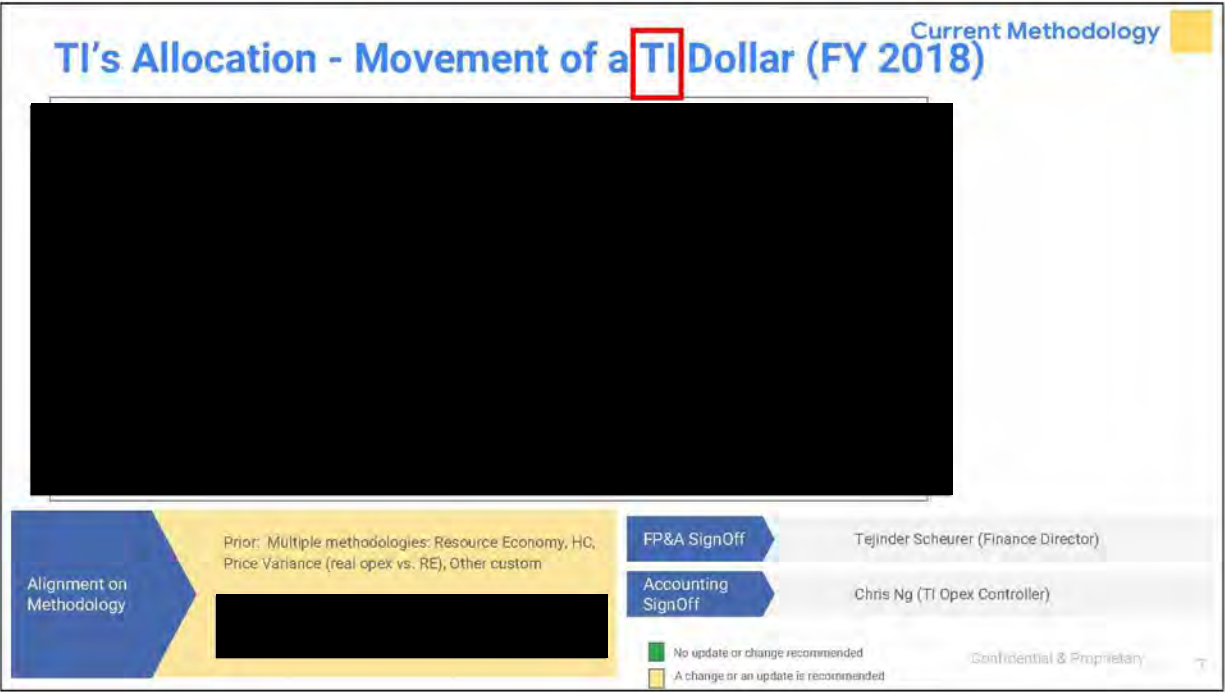 Current Methodology
TI's Allocation - Movement of a TI Dollar (FY 2018)
Alignment on
Methodology
Prior: Multiple methodologies: Resource Economy, HC,
Price Variance (real opex vs. RE), Other custom
FP&A SignOff
Tejinder Scheurer (Finance Director)
Accounting
SignOff
Chris Ng (TI Opex Controller)
No update or change recommended
A change or an update is recommended
Confidential & Proprietary
7